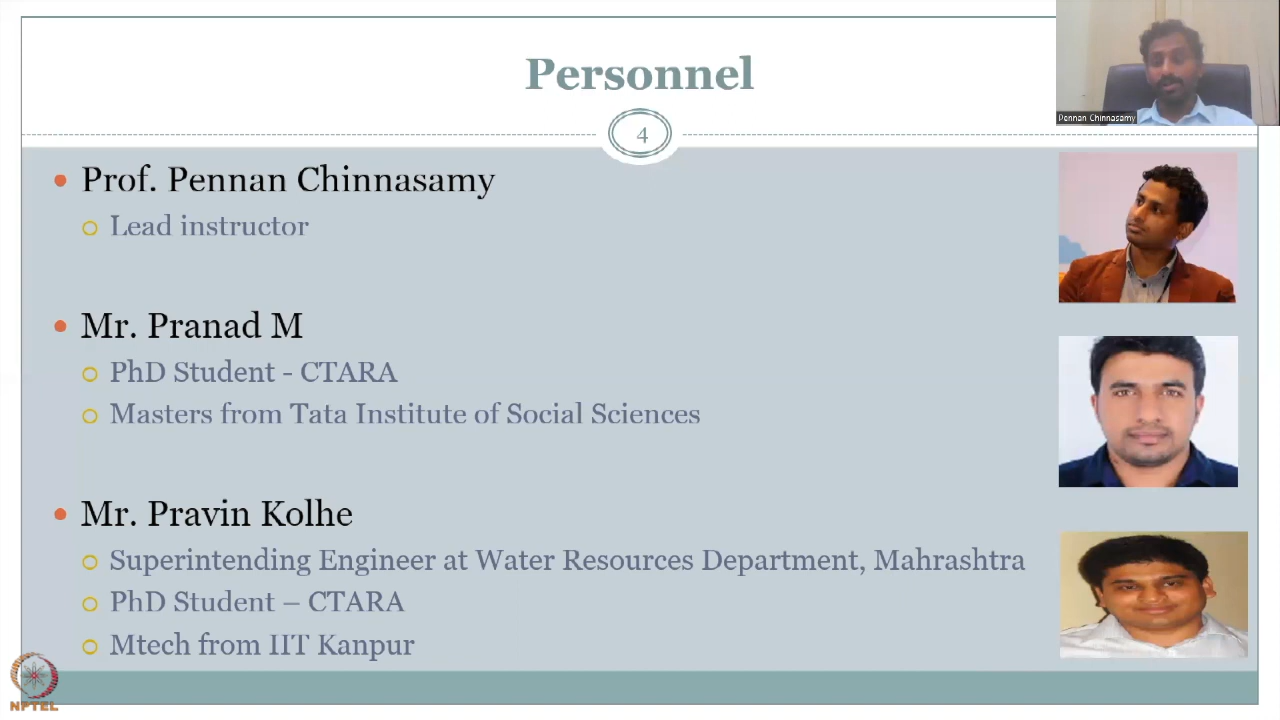 Personnel
Pennan Chinnasamy
4
Prof. Pennan Chinnasamy
Lead instructor
Mr. Pranad M
PhD Student - CTARA
Masters from Tata Institute of Social Sciences
Mr. Pravin Kolhe
Superintending Engineer at Water Resources Department, Mahrashtra
PhD Student – CTARA
Mtech from IIT Kanpur
NPTEL